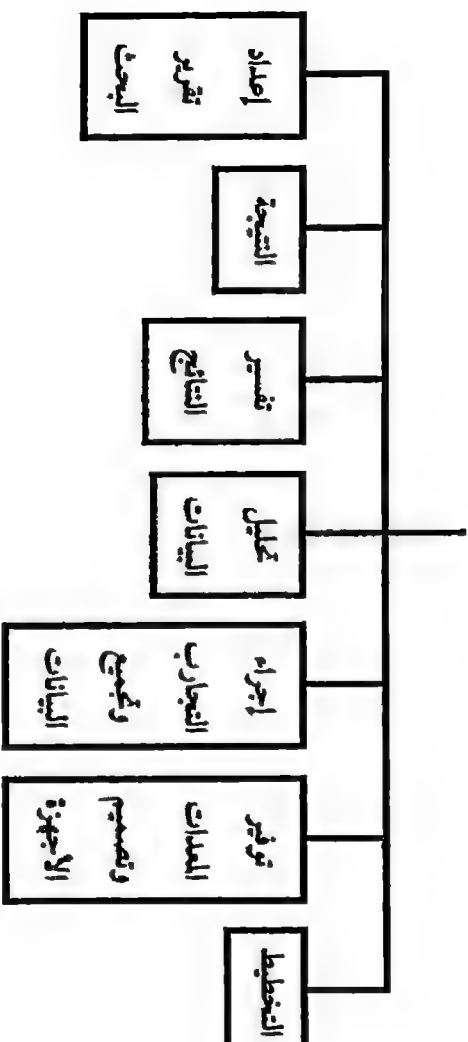 التخطيط
توفير
المعدات
وتصميم
الأجهزة
إجراء
التجارب
وتجميع
البيانات
تحليل
البيانات
تفسير
النتائج
النتيجة
إعداد
تقرير
البحث